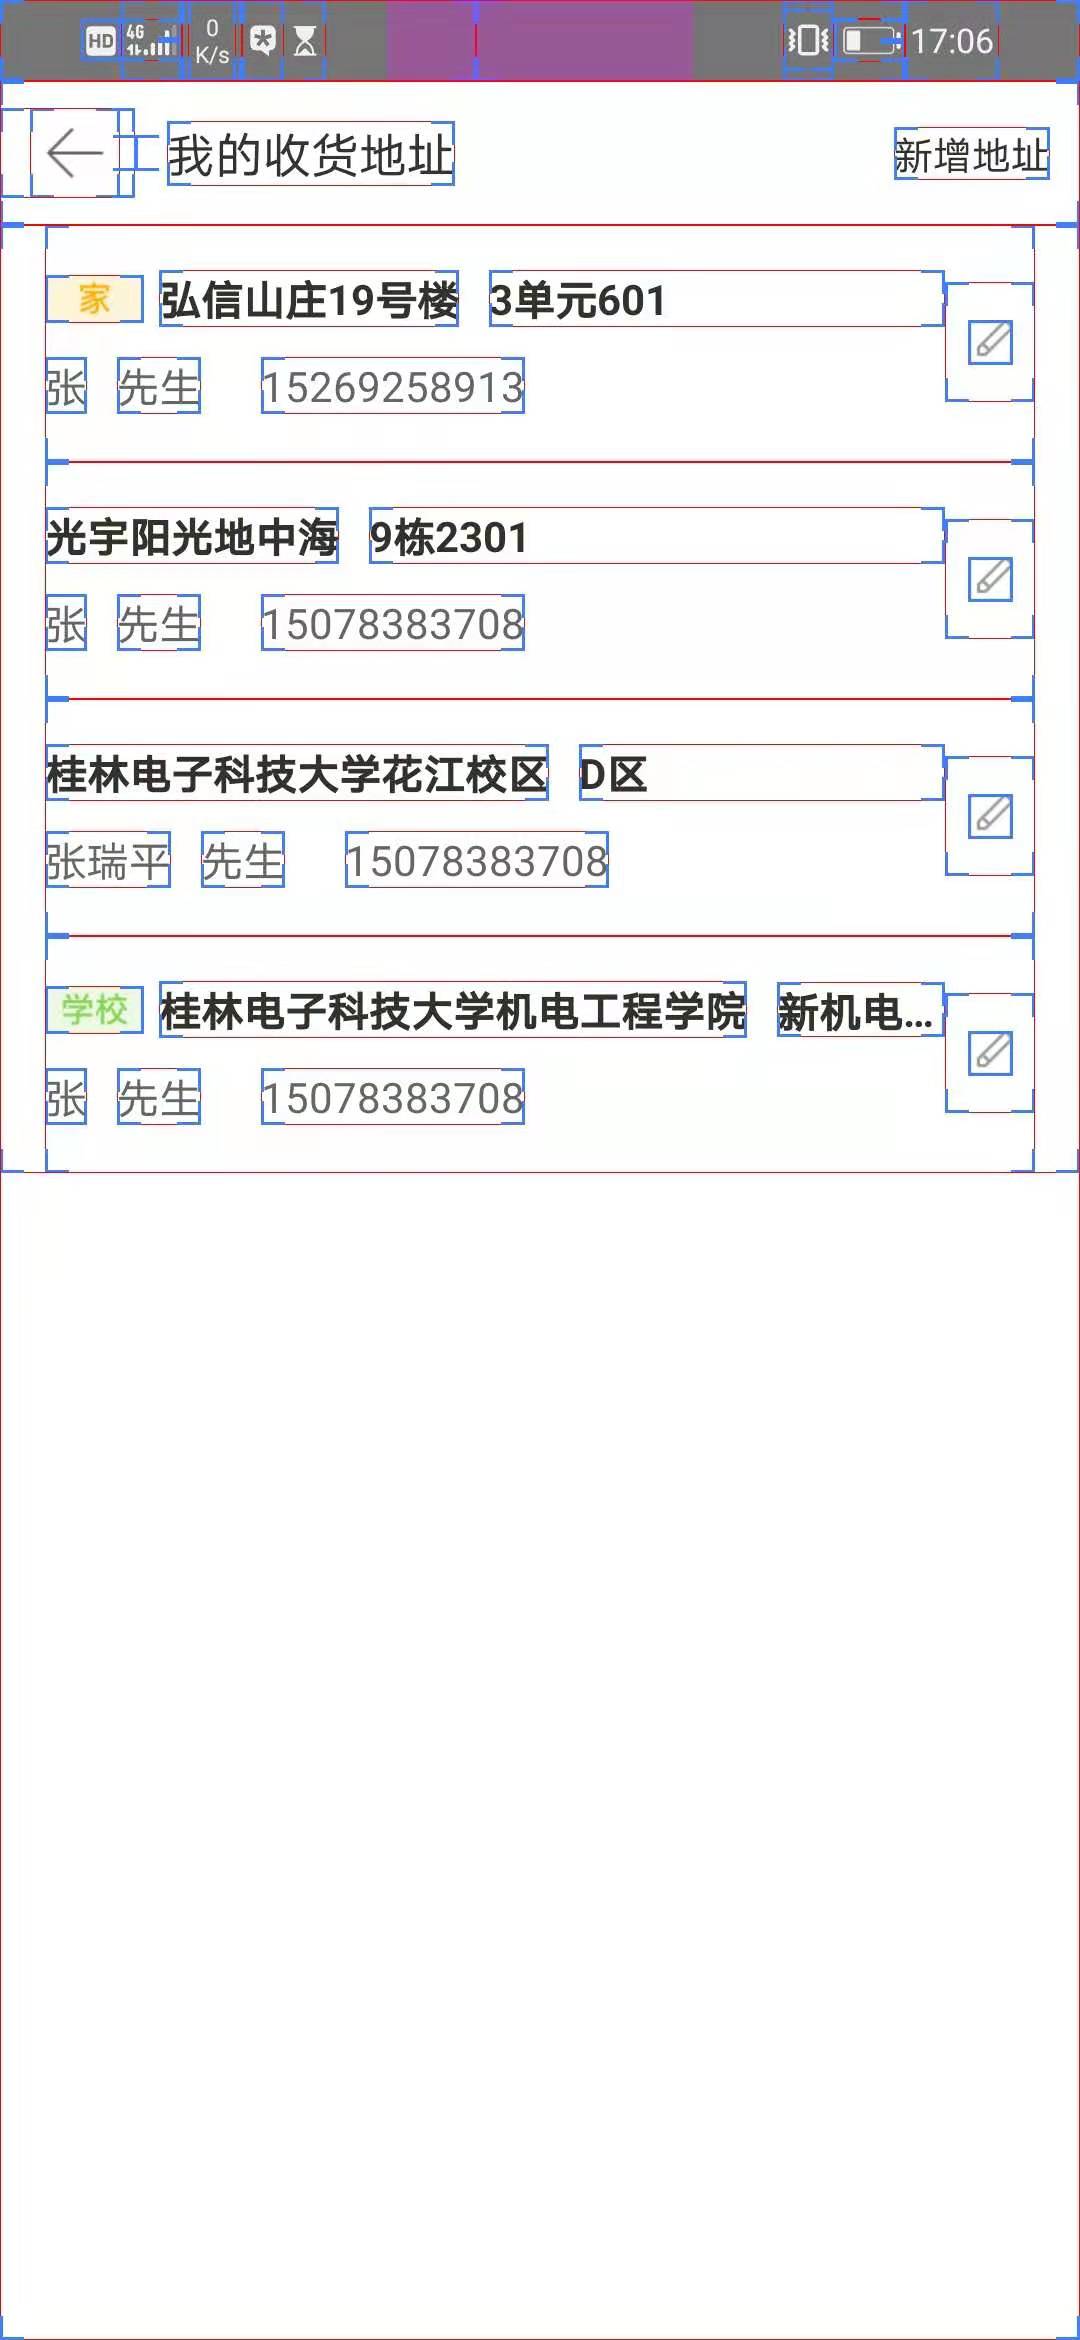 HD 4G 0 K/s 17:06
我的收货地址 新增地址
家 弘信山庄19号楼 3单元601
张 先生 15269258913
光宇阳光地中海 9栋2301
张 先生 15078383708
桂林电子科技大学花江校区 D区
张瑞平 先生 15078383708
学校 桂林电子科技大学机电工程学院 新机电...
张 先生 15078383708